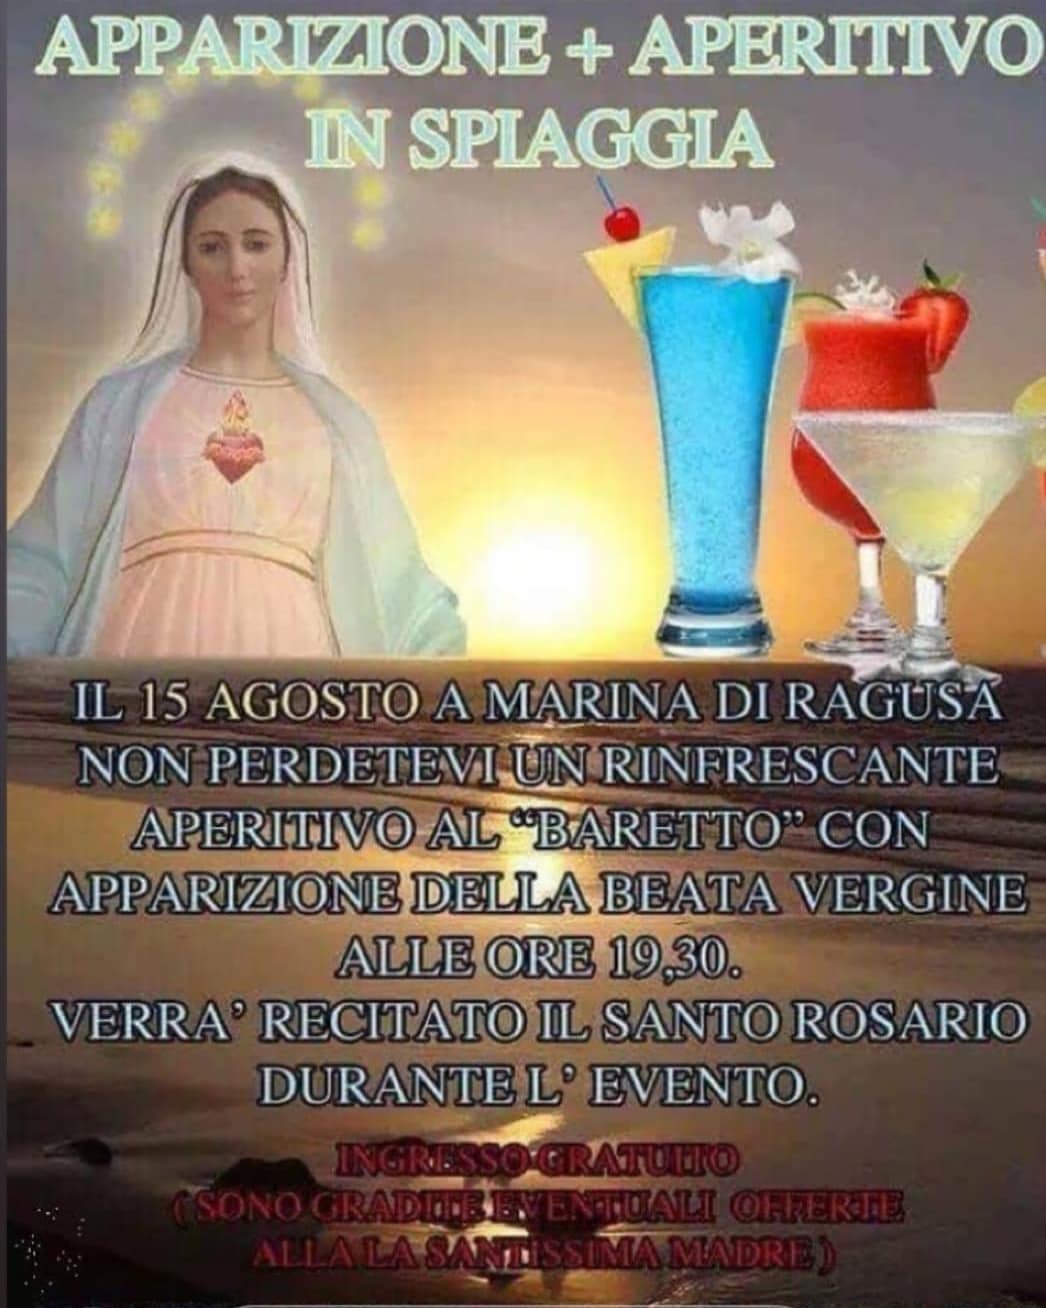 APPARIZIONE + APERITIVO
IN SPIAGGIA
IL 15 AGOSTO A MARINA DI RAGUSA
NON PERDETEVI UN RINFRESCANTE
APERITIVO AL “BARETTO” CON
APPARIZIONE DELLA BEATA VERGINE
ALLE ORE 19,30.
VERRA’ RECITATO IL SANTO ROSARIO
DURANTE L’ EVENTO.
INGRESSO GRATUITO
( SONO GRADITE EVENTUALI OFFERTE
ALLA LA SANTISSIMA MADRE )